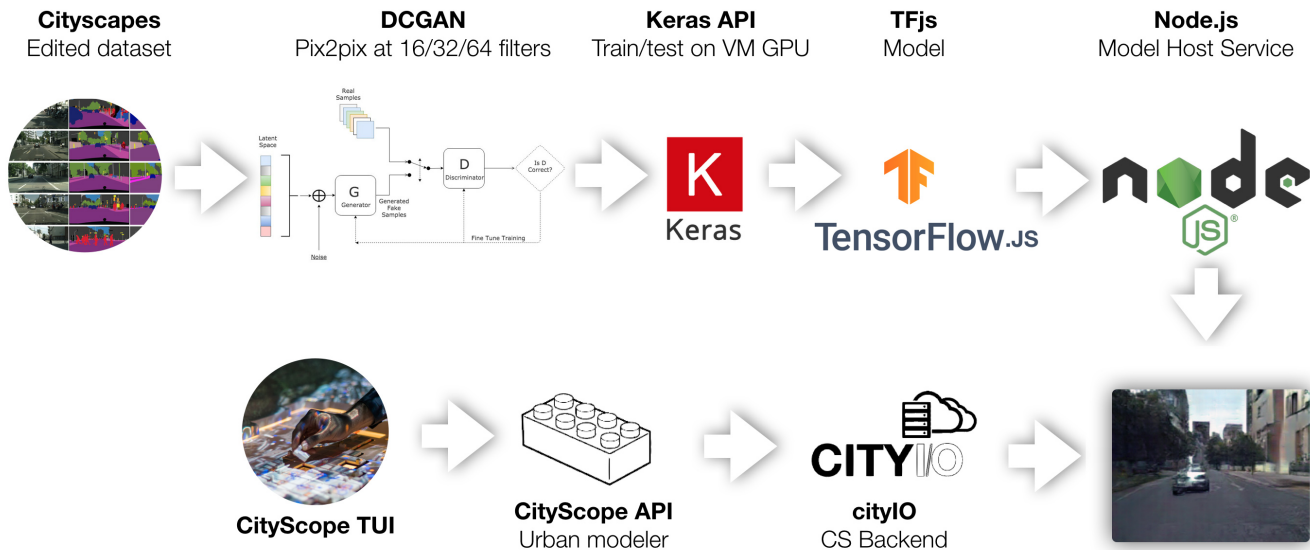 Cityscapes
Edited dataset
DCGAN
Pix2pix at 16/32/64 filters
Keras API
Train/test on VM GPU
TFjs
Model
Node.js
Model Host Service
Real
Samples
Latent
Space
G
Generator
Generated
Fake
Samples
D
Discriminator
Is D
Correct?
Fine Tune Training
Noise
K
Keras
TF
TensorFlow.JS
node
JS®
CityScope TUI
CityScope API
Urban modeler
CITY I/O
cityIO
CS Backend